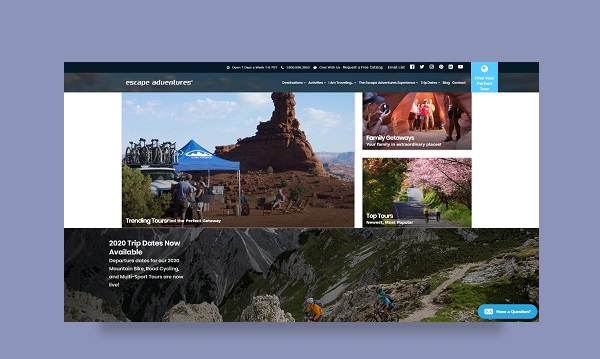 Open 7 Days a Week 7-5 PST
1.800.596.2953
Chat With Us
Request a Free Catalog
Email List
escape adventures
Destinations
Activities
I Am Traveling...
The Escape Adventures Experience
Trip Dates
Blog
Contact
Find Your
Perfect
Tour
Trending Tours
Find the Perfect Getaway
Family Getaways
Your family in extraordinary places!
Top Tours
Newest, Most Popular
2020 Trip Dates Now
Available
Departure dates for our 2020
Mountain Bike, Road Cycling,
and Multi-Sport Tours are now
live!
Have a Question?